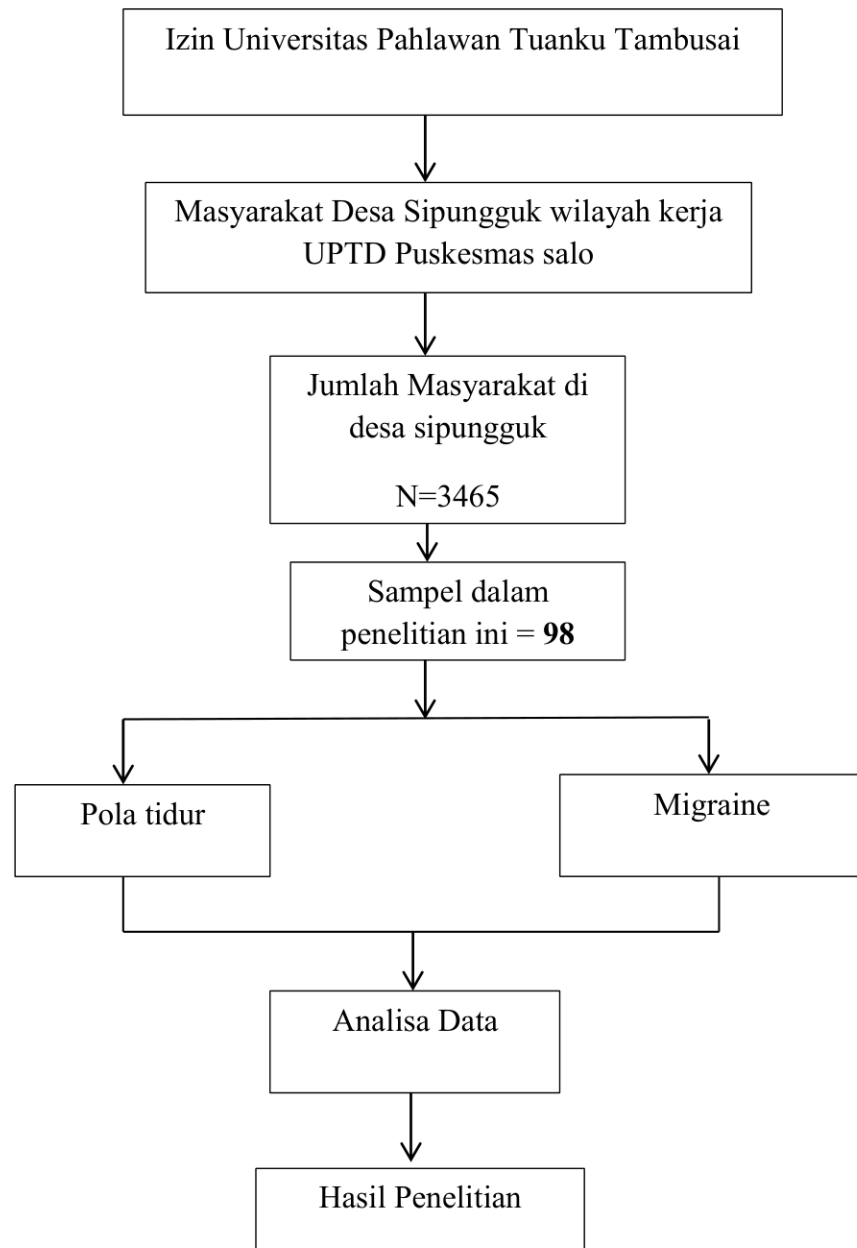 Izin Universitas Pahlawan Tuanku Tambusai
Masyarakat Desa Sipungguk wilayah kerja
UPTD Puskesmas salo
Jumlah Masyarakat di
desa sipungguk
N=3465
Sampel dalam
penelitian ini = 98
Pola tidur
Migraine
Analisa Data
Hasil Penelitian